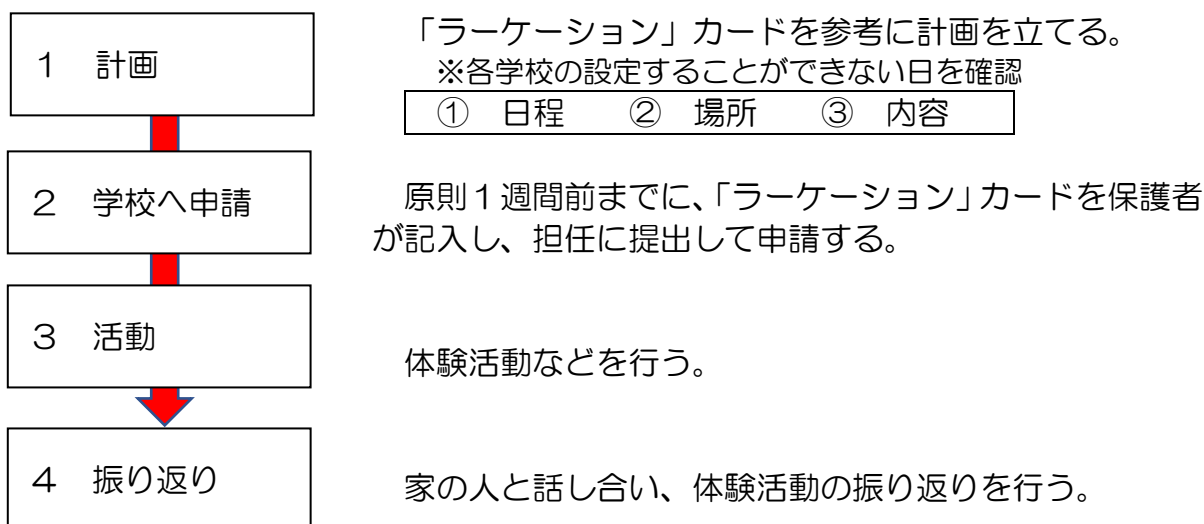 １　計画
「ラーケーション」カードを参考に計画を立てる。
※各学校の設定することができない日を確認
①　日程　　②　場所　　③　内容
２　学校へ申請
原則１週間前までに、「ラーケーション」カードを保護者
が記入し、担任に提出して申請する。
３　活動
体験活動などを行う。
４　振り返り
家の人と話し合い、体験活動の振り返りを行う。